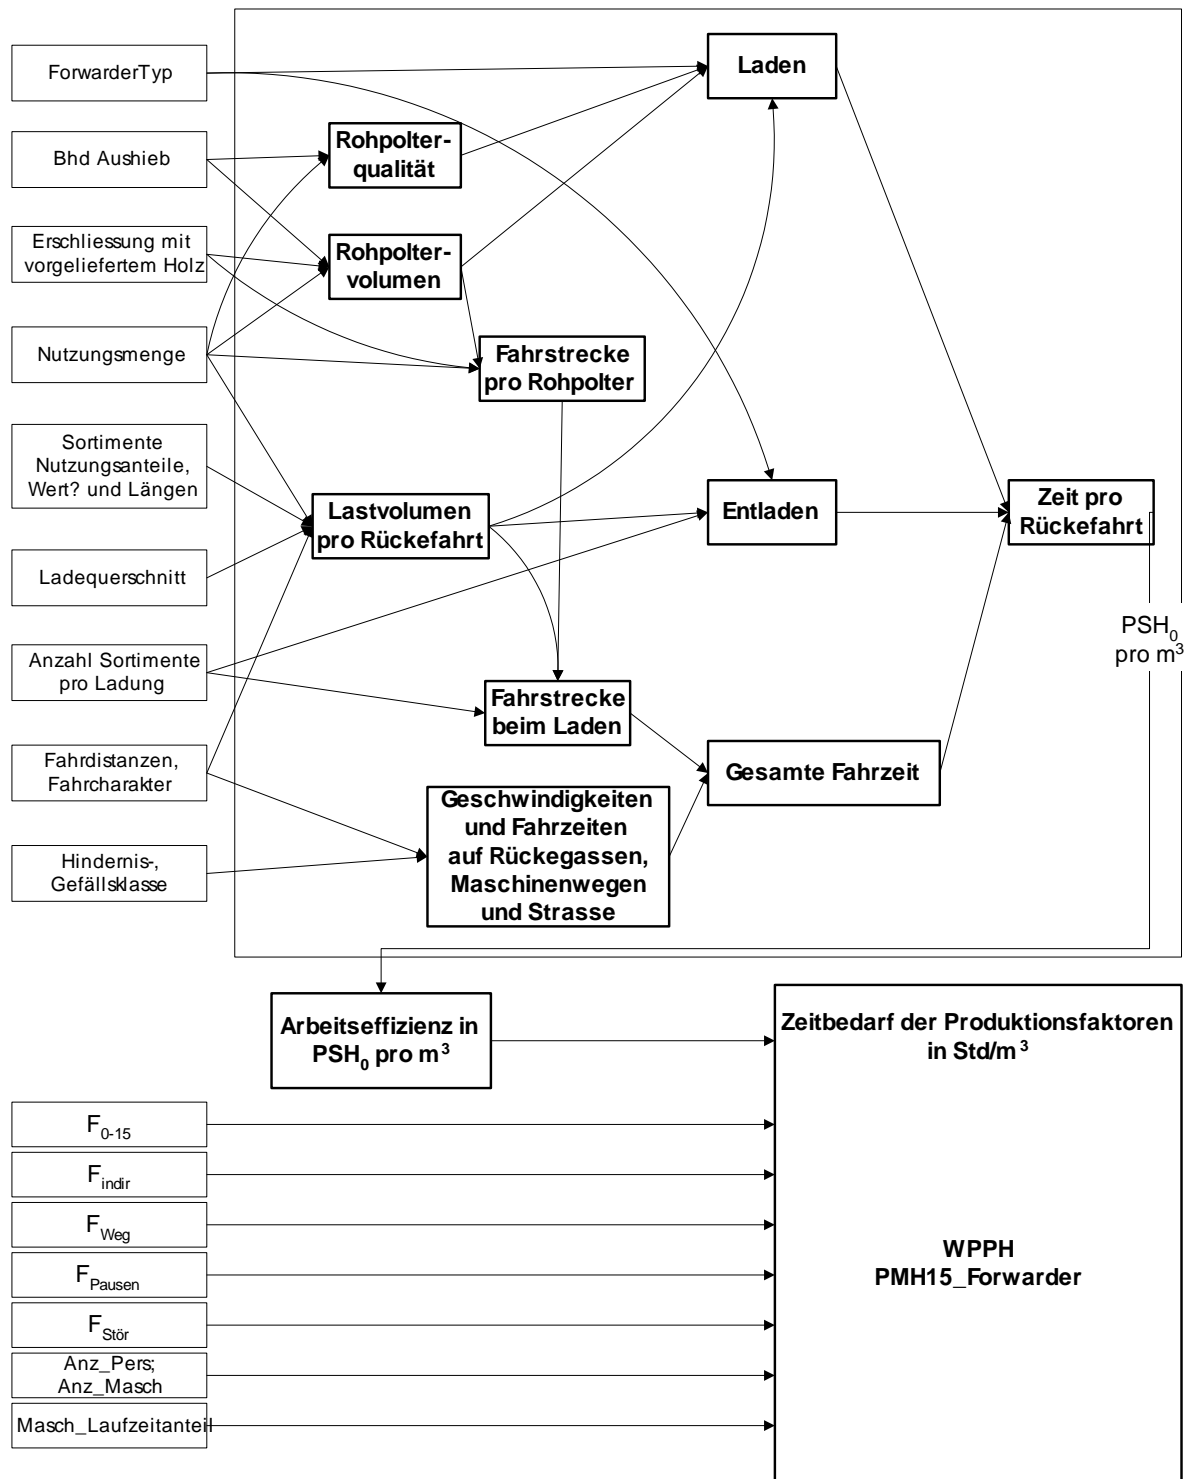 ForwarderTyp
Laden
Bhd Aushieb
Rohpolter-
qualität
Erschliessung mit
vorgeliefertem Holz
Rohpolter-
volumen
Nutzungsmenge
Fahrstrecke
pro Rohpolter
Sortimente
Nutzungsanteile,
Wert? und Längen
Lastvolumen
pro Rückefahrt
Entladen
Zeit pro
Rückefahrt
Ladequerschnitt
PSH₀
pro m³
Anzahl Sortimente
pro Ladung
Fahrstrecke
beim Laden
Fahrdistanzen,
Fahrcharakter
Gesamte Fahrzeit
Geschwindigkeiten
und Fahrzeiten
auf Rückegassen,
Maschinenwegen
und Strasse
Hindernis-,
Gefällsklasse
Arbeitseffizienz in
PSH₀ pro m³
Zeitbedarf der Produktionsfaktoren
in Std/m³
F0-15
Findir
FWeg
FPausen
FStör
Anz_Pers;
Anz_Masch
Masch_Laufzeitanteil
WPPH
PMH15_Forwarder